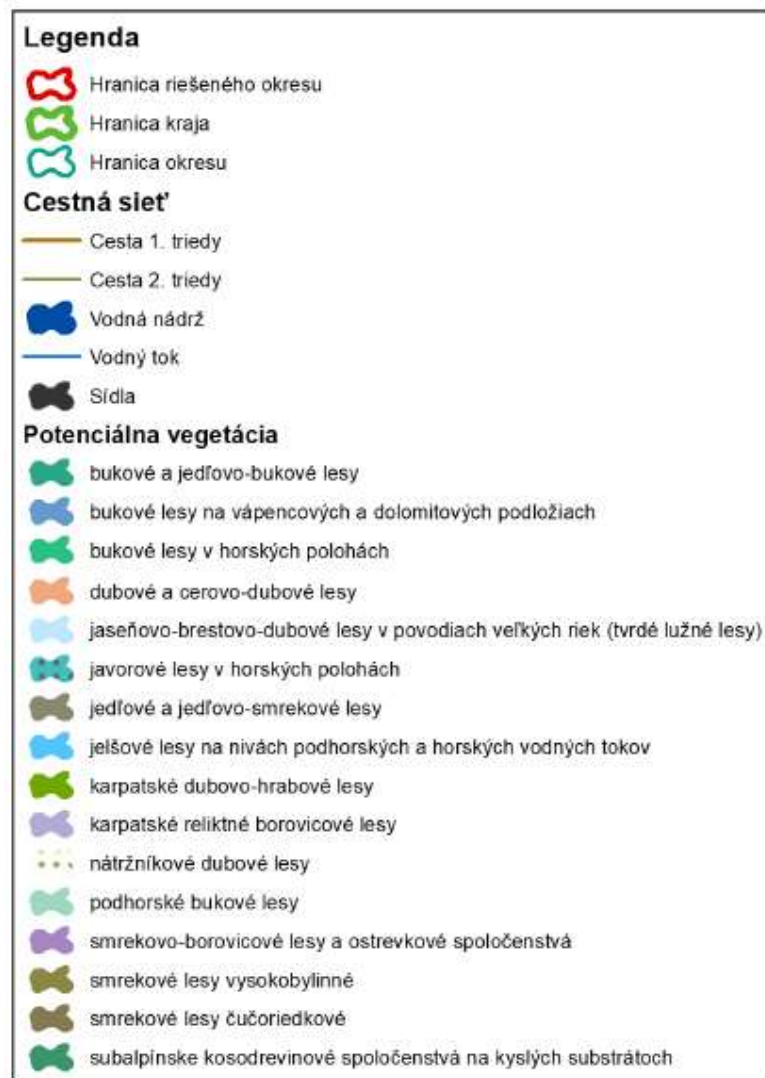 Legenda
Hranica riešeného okresu
Hranica kraja
Hranica okresu
Cestná sieť
Cesta 1. triedy
Cesta 2. triedy
Vodná nádrž
Vodný tok
Sídla
Potenciálna vegetácia
bukové a jedľovo-bukové lesy
bukové lesy na vápencových a dolomitových podložiach
bukové lesy v horských polohách
dubové a cerovo-dubové lesy
jaseňovo-brestovo-dubové lesy v povodiach veľkých riek (tvrdé lužné lesy)
javorové lesy v horských polohách
jedľové a jedľovo-smrekové lesy
jelšové lesy na nivách podhorských a horských vodných tokov
karpatské dubovo-hrabové lesy
karpatské reliktné borovicové lesy
nátržníkové dubové lesy
podhorské bukové lesy
smrekovo-borovicové lesy a ostrevkové spoločenstvá
smrekové lesy vysokobylinné
smrekové lesy čučoriedkové
subalpínske kosodrevinové spoločenstvá na kyslých substrátoch